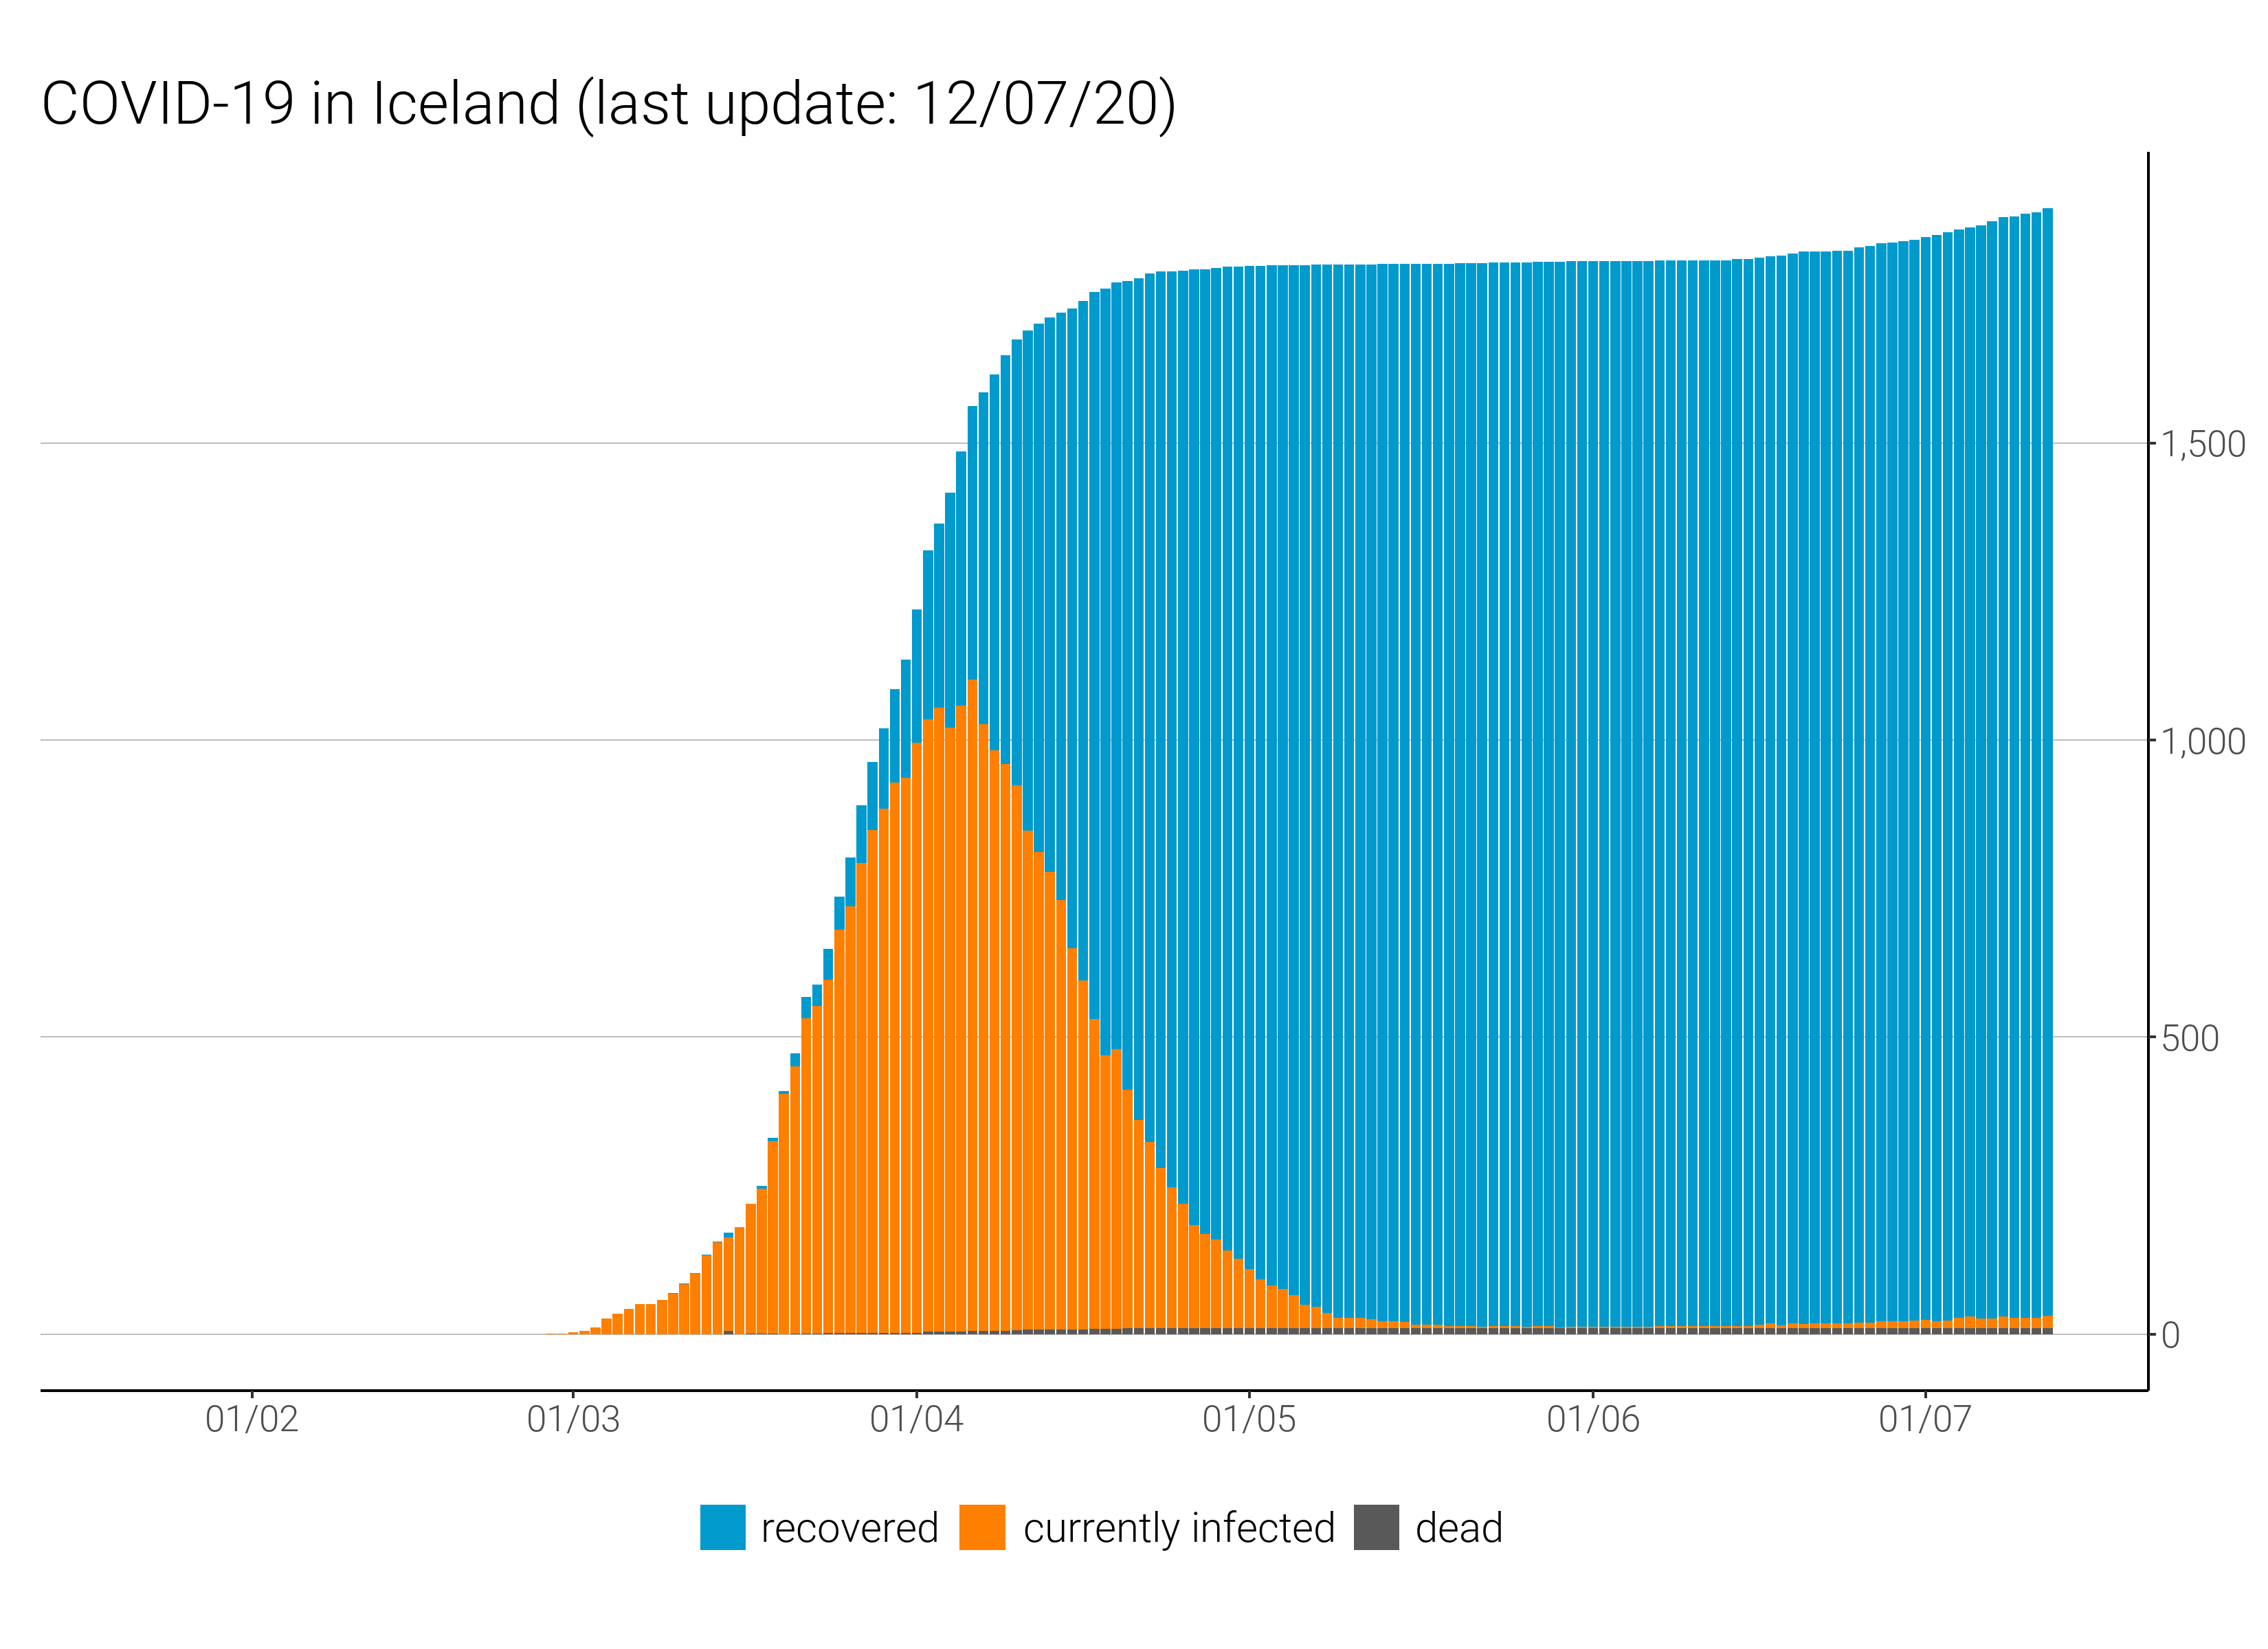 COVID-19 in Iceland (last update: 12/07/20)
1,500
1,000
500
0
01/02 01/03 01/04 01/05 01/06 01/07
recovered currently infected dead